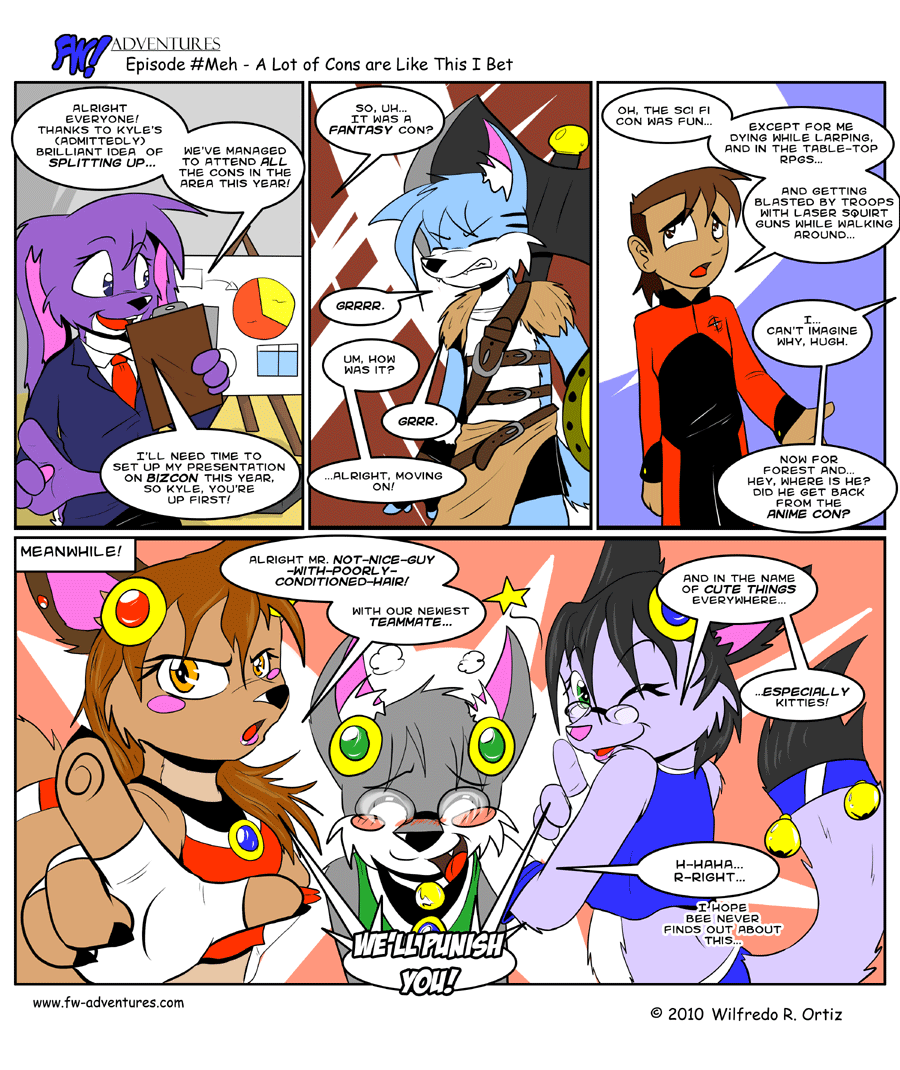 FW! ADVENTURES
Episode #Meh - A Lot of Cons are Like This I Bet
ALRIGHT
EVERYONE!
THANKS TO KYLE'S
(ADMITTEDLY)
BRILLIANT IDEA OF
SPLITTING UP...
WE'VE MANAGED
TO ATTEND ALL
THE CONS IN THE
AREA THIS YEAR!
I'LL NEED TIME TO
SET UP MY PRESENTATION
ON BIZCON THIS YEAR,
SO KYLE, YOU'RE
UP FIRST!
SO, UH...
IT WAS A
FANTASY CON?
GRRRR.
UM, HOW
WAS IT?
GRRR.
...ALRIGHT, MOVING
ON!
OH, THE SCI FI
CON WAS FUN...
EXCEPT FOR ME
DYING WHILE LARPING,
AND IN THE TABLE-TOP
RPGS...
AND GETTING
BLASTED BY TROOPS
WITH LASER SQUIRT
GUNS WHILE WALKING
AROUND...
I...
CAN'T IMAGINE
WHY, HUGH.
NOW FOR
FOREST AND...
HEY, WHERE IS HE?
DID HE GET BACK
FROM THE
ANIME CON?
MEANWHILE!
ALRIGHT MR. NOT-NICE-GUY
-WITH-POORLY-
CONDITIONED-HAIR!
WITH OUR NEWEST
TEAMMATE...
AND IN THE NAME
OF CUTE THINGS
EVERYWHERE...
...ESPECIALLY
KITTIES!
WE'LL PUNISH
YOU!
H-HAHA...
R-RIGHT...
I HOPE
BEE NEVER
FINDS OUT ABOUT
THIS...
www.fw-adventures.com
© 2010 Wilfredo R. Ortiz